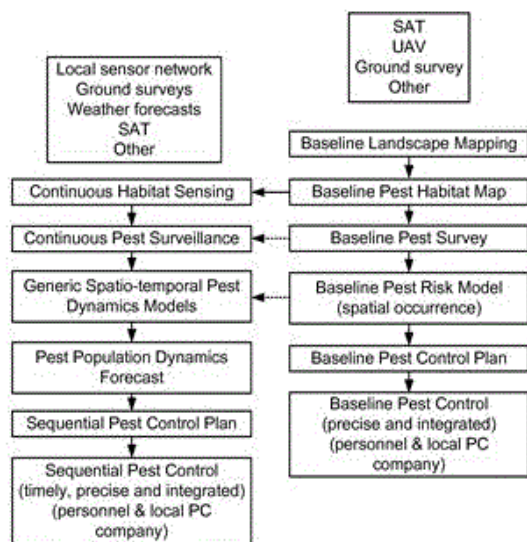 Local sensor network
Ground surveys
Weather forecasts
SAT
Other
Continuous Habitat Sensing
Continuous Pest Surveillance
Generic Spatio-temporal Pest
Dynamics Models
Pest Population Dynamics
Forecast
Sequential Pest Control Plan
Sequential Pest Control
(timely, precise and integrated)
(personnel & local PC
company)
SAT
UAV
Ground survey
Other
Baseline Landscape Mapping
Baseline Pest Habitat Map
Baseline Pest Survey
Baseline Pest Risk Model
(spatial occurrence)
Baseline Pest Control Plan
Baseline Pest Control
(precise and integrated)
(personnel & local PC
company)